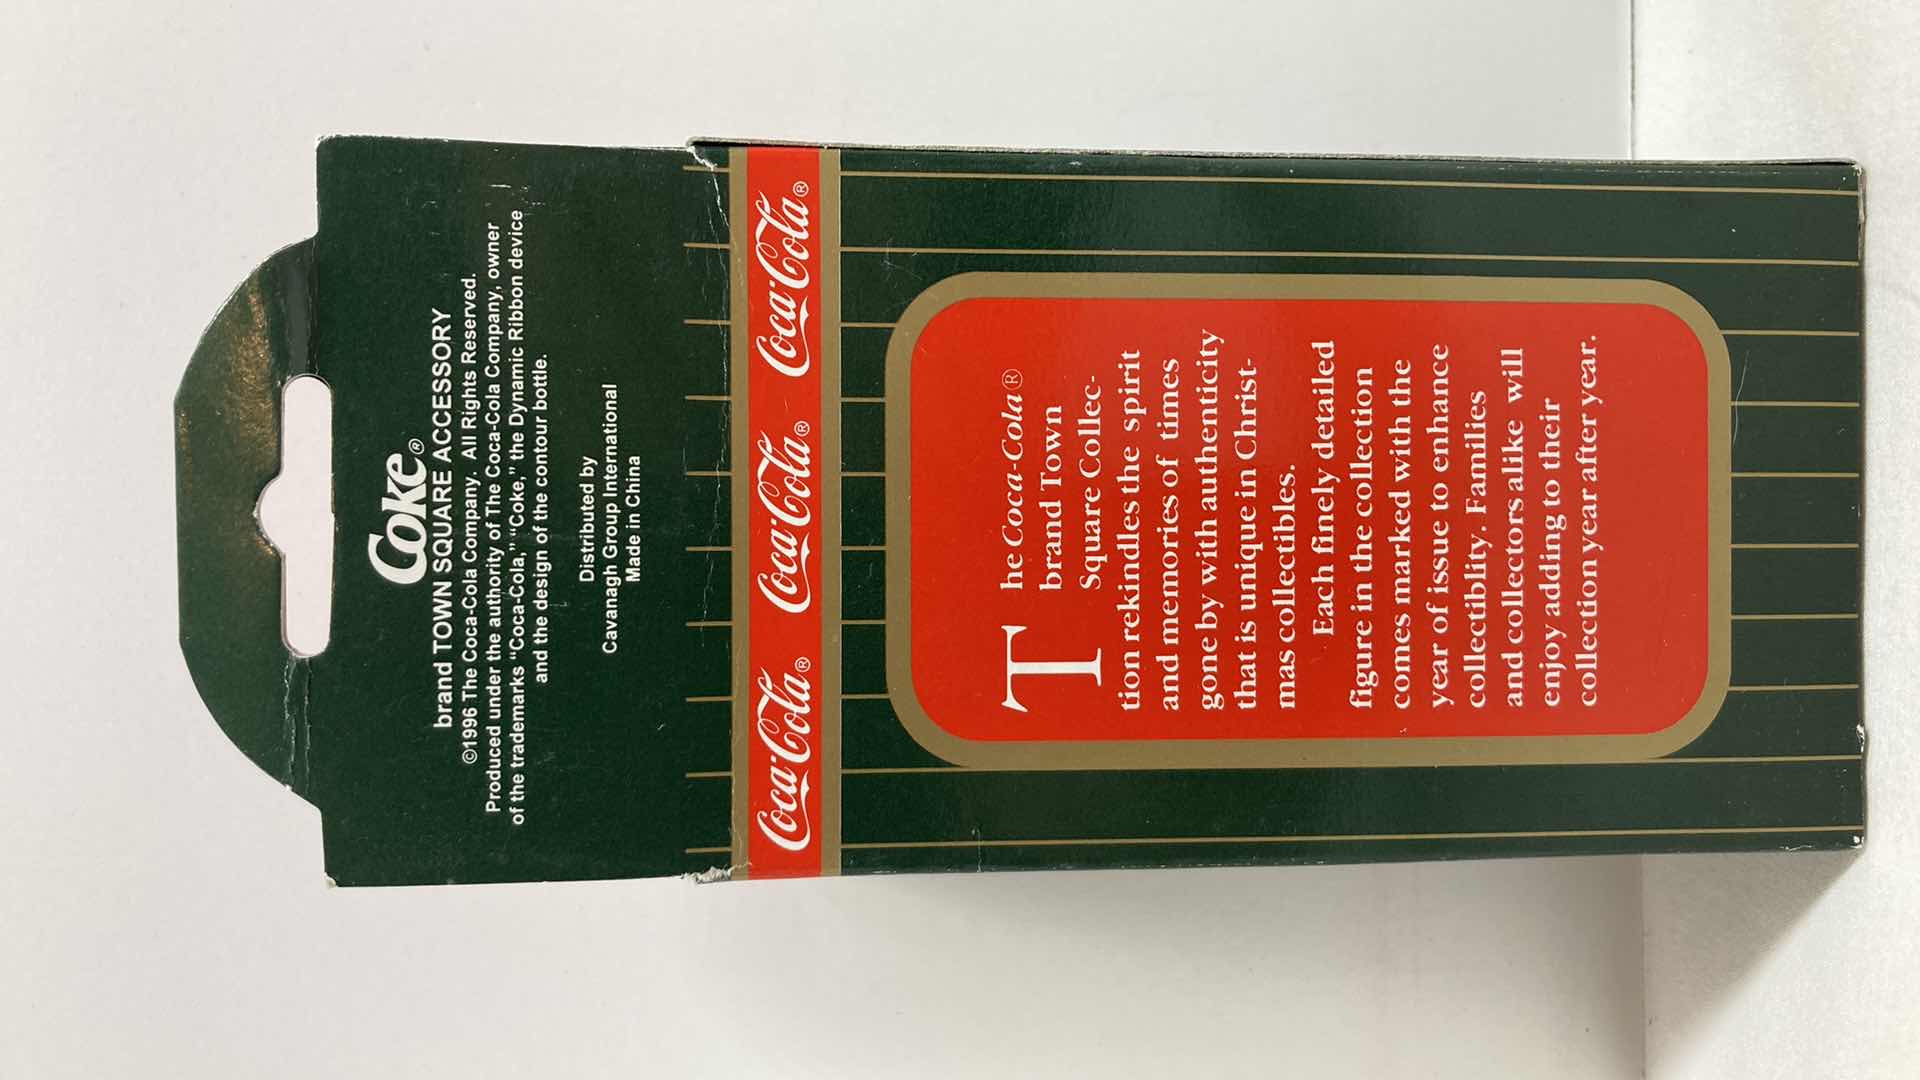 Coke®
brand TOWN SQUARE ACCESSORY
©1996 The Coca-Cola Company. All Rights Reserved.
Produced under the authority of The Coca-Cola Company, owner
of the trademarks “Coca-Cola,” “Coke,” the Dynamic Ribbon device
and the design of the contour bottle.
Distributed by
Cavanagh Group International
Made in China
Coca-Cola® Coca-Cola® Coca-Cola®
The Coca-Cola®
brand Town
Square Collec-
tion rekindles the spirit
and memories of times
gone by with authenticity
that is unique in Christ-
mas collectibles.
Each finely detailed
figure in the collection
comes marked with the
year of issue to enhance
collectiblity. Families
and collectors alike will
enjoy adding to their
collection year after year.